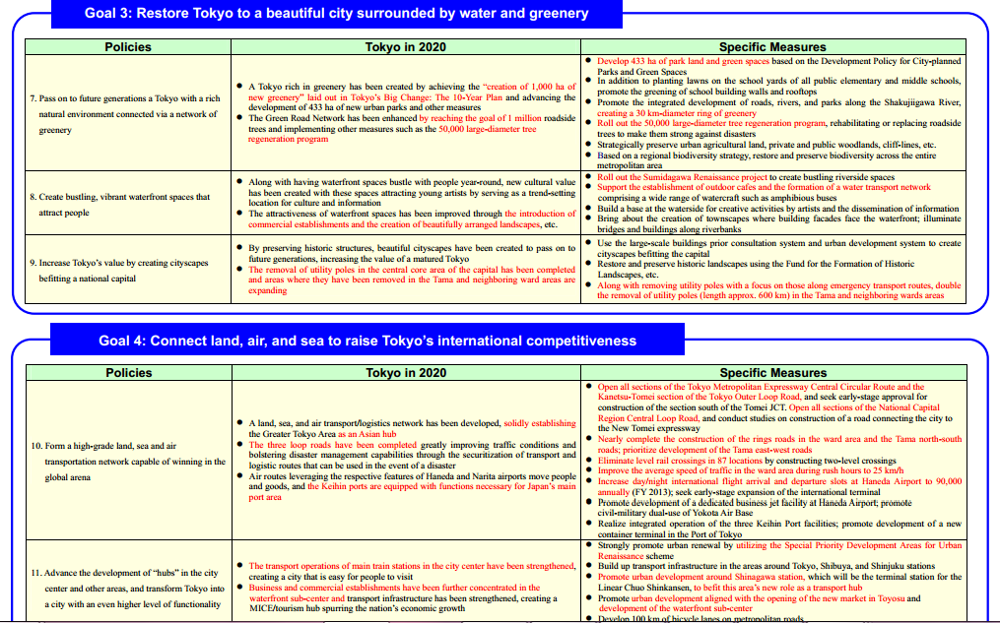 Goal 3: Restore Tokyo to a beautiful city surrounded by water and greenery
Policies
Tokyo in 2020
Specific Measures
7. Pass on to future generations a Tokyo with a rich
natural environment connected via a network of
greenery
● A Tokyo rich in greenery has been created by achieving the “creation of 1,000 ha of
new greenery” laid out in Tokyo's Big Change: The 10-Year Plan and advancing the
development of 433 ha of new urban parks and other measures
● The Green Road Network has been enhanced by reaching the goal of 1 million roadside
trees and implementing other measures such as the 50,000 large-diameter tree
regeneration program
● Develop 433 ha of park land and green spaces based on the Development Policy for City-planned
Parks and Green Spaces
● In addition to planting lawns on the school yards of all public elementary and middle schools,
promote the greening of school building walls and rooftops
● Promote the integrated development of roads, rivers, and parks along the Shakujiigawa River,
creating a 30 km-diameter ring of greenery
● Roll out the 50,000 large-diameter tree regeneration program, rehabilitating or replacing roadside
trees to make them strong against disasters
● Strategically preserve urban agricultural land, private and public woodlands, cliff-lines, etc.
● Based on a regional biodiversity strategy, restore and preserve biodiversity across the entire
metropolitan area
8. Create bustling, vibrant waterfront spaces that
attract people
● Along with having waterfront spaces bustle with people year-round, new cultural value
has been created with these spaces attracting young artists by serving as a trend-setting
location for culture and information
● The attractiveness of waterfront spaces has been improved through the introduction of
commercial establishments and the creation of beautifully arranged landscapes, etc.
● Roll out the Sumidagawa Renaissance project to create bustling riverside spaces
● Support the establishment of outdoor cafes and the formation of a water transport network
comprising a wide range of watercraft such as amphibious buses
● Build a base at the waterside for creative activities by artists and the dissemination of information
● Bring about the creation of townscapes where building facades face the waterfront; illuminate
bridges and buildings along riverbanks
9. Increase Tokyo's value by creating cityscapes
befitting a national capital
● By preserving historic structures, beautiful cityscapes have been created to pass on to
future generations, increasing the value of a matured Tokyo
● The removal of utility poles in the central core area of the capital has been completed
and areas where they have been removed in the Tama and neighboring ward areas are
expanding
● Use the large-scale buildings prior consultation system and urban development system to create
cityscapes befitting the capital
● Restore and preserve historic landscapes using the Fund for the Formation of Historic
Landscapes, etc.
● Along with removing utility poles with a focus on those along emergency transport routes, double
the removal of utility poles (length approx. 600 km) in the Tama and neighboring wards areas
Goal 4: Connect land, air, and sea to raise Tokyo's international competitiveness
Policies
Tokyo in 2020
Specific Measures
10. Form a high-grade land, sea and air
transportation network capable of winning in the
global arena
● A land, sea, and air transport/logistics network has been developed, solidly establishing
the Greater Tokyo Area as an Asian hub
● The three loop roads have been completed greatly improving traffic conditions and
bolstering disaster management capabilities through the securitization of transport and
logistic routes that can be used in the event of a disaster
● Air routes leveraging the respective features of Haneda and Narita airports move people
and goods, and the Keihin ports are equipped with functions necessary for Japan's main
port area
● Open all sections of the Tokyo Metropolitan Expressway Central Circular Route and the
Kanetsu-Tomei section of the Tokyo Outer Loop Road, and seek early-stage approval for
construction of the section south of the Tomei JCT. Open all sections of the National Capital
Region Central Loop Road, and conduct studies on construction of a road connecting the city to
the New Tomei expressway
● Nearly complete the construction of the rings roads in the ward area and the Tama north-south
roads; prioritize development of the Tama east-west roads
● Eliminate level rail crossings in 87 locations by constructing two-level crossings
● Improve the average speed of traffic in the ward area during rush hours to 25 km/h
● Increase day/night international flight arrival and departure slots at Haneda Airport to 90,000
annually (FY 2013); seek early-stage expansion of the international terminal
● Promote development of a dedicated business jet facility at Haneda Airport; promote
civil-military dual-use of Yokota Air Base
● Realize integrated operation of the three Keihin Port facilities; promote development of a new
container terminal in the Port of Tokyo
11. Advance the development of “hubs” in the city
center and other areas, and transform Tokyo into
a city with an even higher level of functionality
● The transport operations of main train stations in the city center have been strengthened,
creating a city that is easy for people to visit
● Business and commercial establishments have been further concentrated in the
waterfront sub-center and transport infrastructure has been strengthened, creating a
MICE/tourism hub spurring the nation's economic growth
● Strongly promote urban renewal by utilizing the Special Priority Development Areas for Urban
Renaissance scheme
● Build up transport infrastructure in the areas around Tokyo, Shibuya, and Shinjuku stations
● Promote urban development around Shinagawa station, which will be the terminal station for the
Linear Chuo Shinkansen, to befit this area's new role as a transport hub
● Promote urban development aligned with the opening of the new market in Toyosu and
development of the waterfront sub-center
● Develop 100 km of bicycle lanes on metropolitan roads